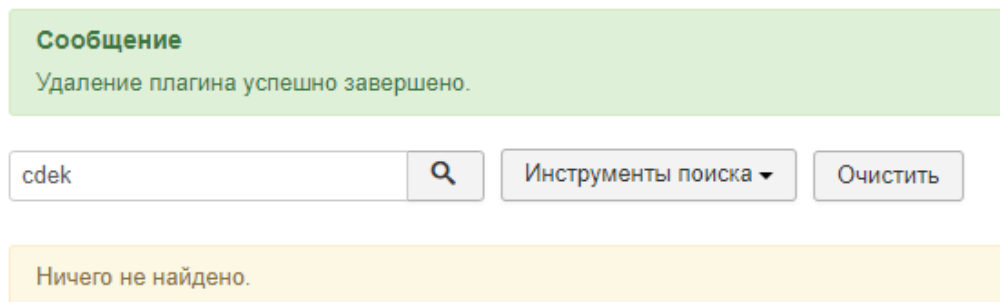 Сообщение
Удаление плагина успешно завершено.
cdek
Инструменты поиска
Очистить
Ничего не найдено.